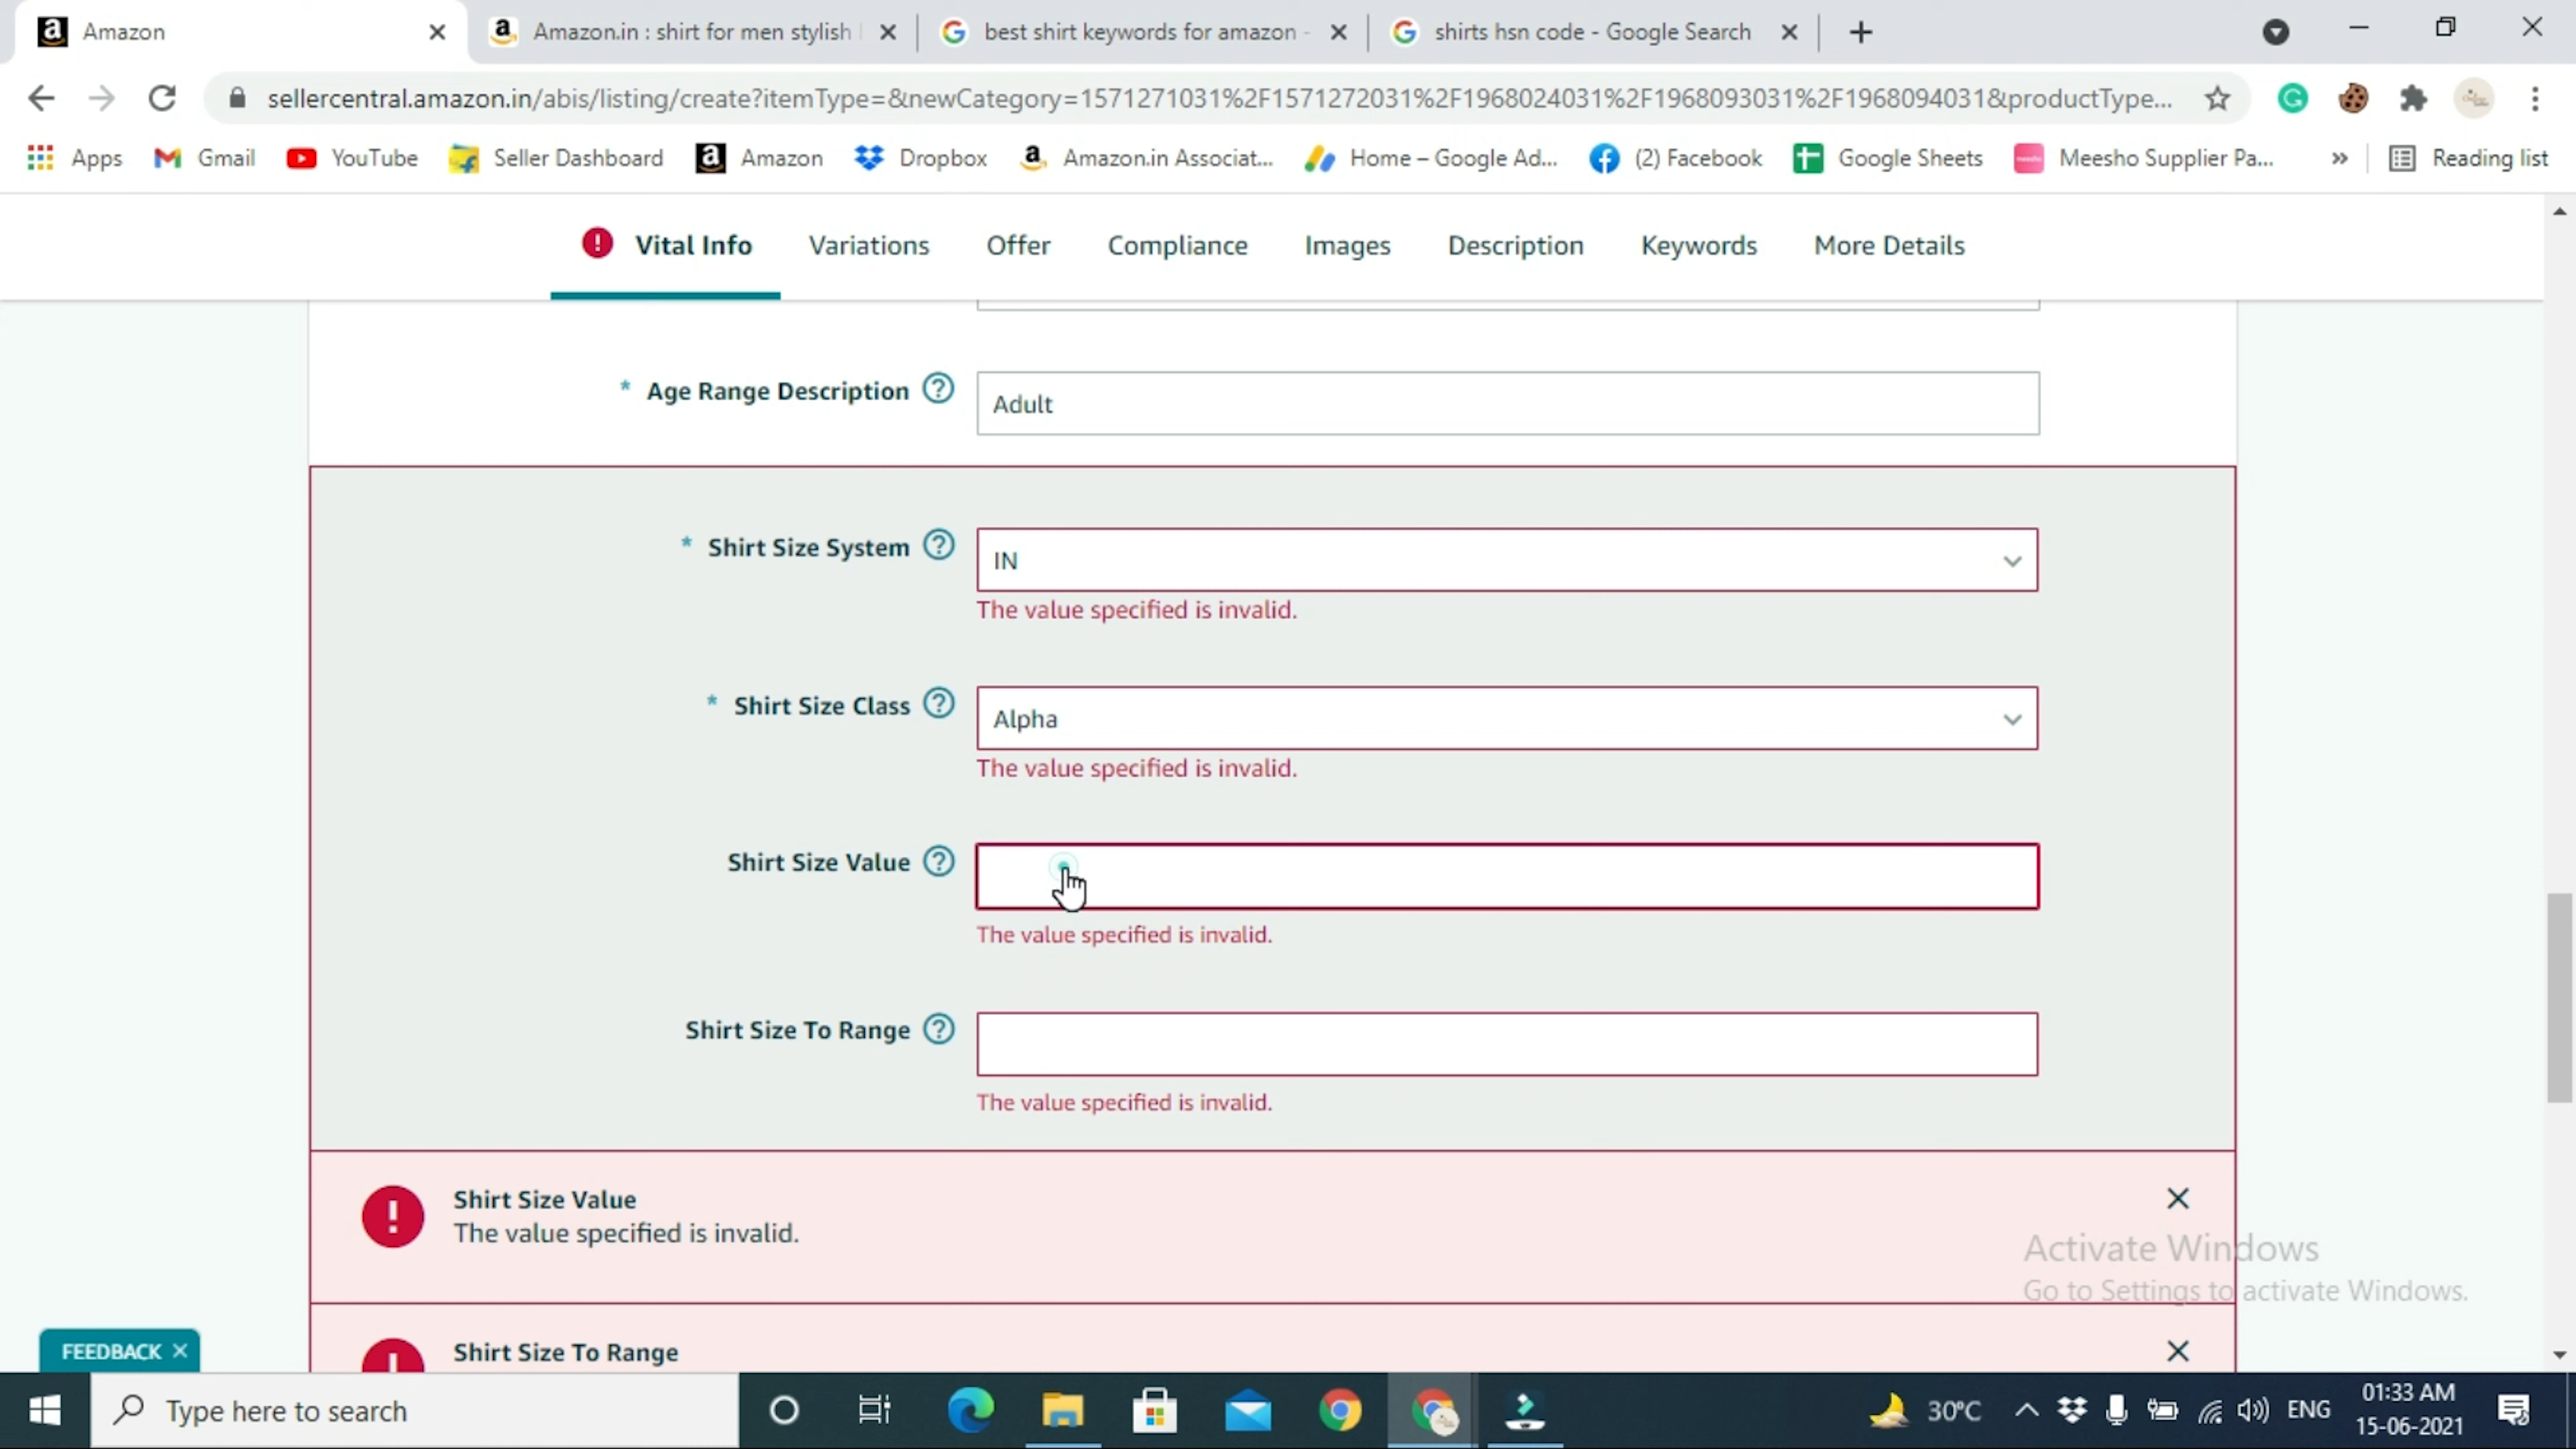 Amazon
Amazon.in : shirt for men stylish
best shirt keywords for amazon -
shirts hsn code - Google Search
sellercentral.amazon.in/abis/listing/create?itemType=&newCategory=1571271031%2F1571272031%2F1968024031%2F1968093031%2F1968094031&productType...
Apps
Gmail
YouTube
Seller Dashboard
Amazon
Dropbox
Amazon.in Associat...
Home – Google Ad...
(2) Facebook
Google Sheets
Meesho Supplier Pa...
»
Reading list
Vital Info
Variations
Offer
Compliance
Images
Description
Keywords
More Details
* Age Range Description
Adult
* Shirt Size System
IN
The value specified is invalid.
* Shirt Size Class
Alpha
The value specified is invalid.
Shirt Size Value
The value specified is invalid.
Shirt Size To Range
The value specified is invalid.
Shirt Size Value
The value specified is invalid.
Activate Windows
Go to Settings to activate Windows.
Shirt Size To Range
FEEDBACK
Type here to search
30°C
ENG
01:33 AM
15-06-2021